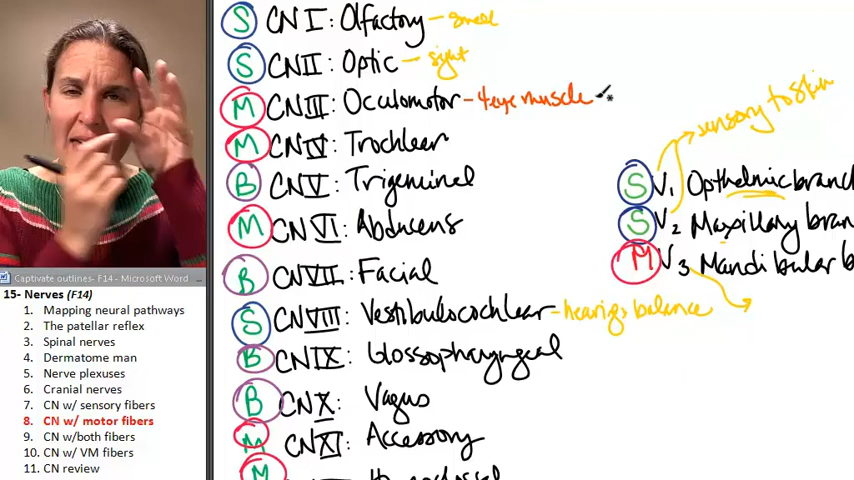 S CN I: Olfactory - smell
S CN II: Optic - sight
M CN III: Occulomotor - 4 eye muscle
M CN IV: Trochlear
B CN V: Trigeminal
M CN VI: Abducens
B CN VII: Facial
S CN VIII: Vestibulocochlear - hearing, balance
B CN IX: Glossopharyngeal
B CN X: Vagus
M CN XI: Accessory
M
sensory to skin
S V1 Opthelmic branch
S V2 Maxillary bran
M V3 Mandibular b
Captivate outlines- F14 - Microsoft Word
15- Nerves (F14)
1. Mapping neural pathways
2. The patellar reflex
3. Spinal nerves
4. Dermatome man
5. Nerve plexuses
6. Cranial nerves
7. CN w/ sensory fibers
8. CN w/ motor fibers
9. CN w/both fibers
10. CN w/ VM fibers
11. CN review